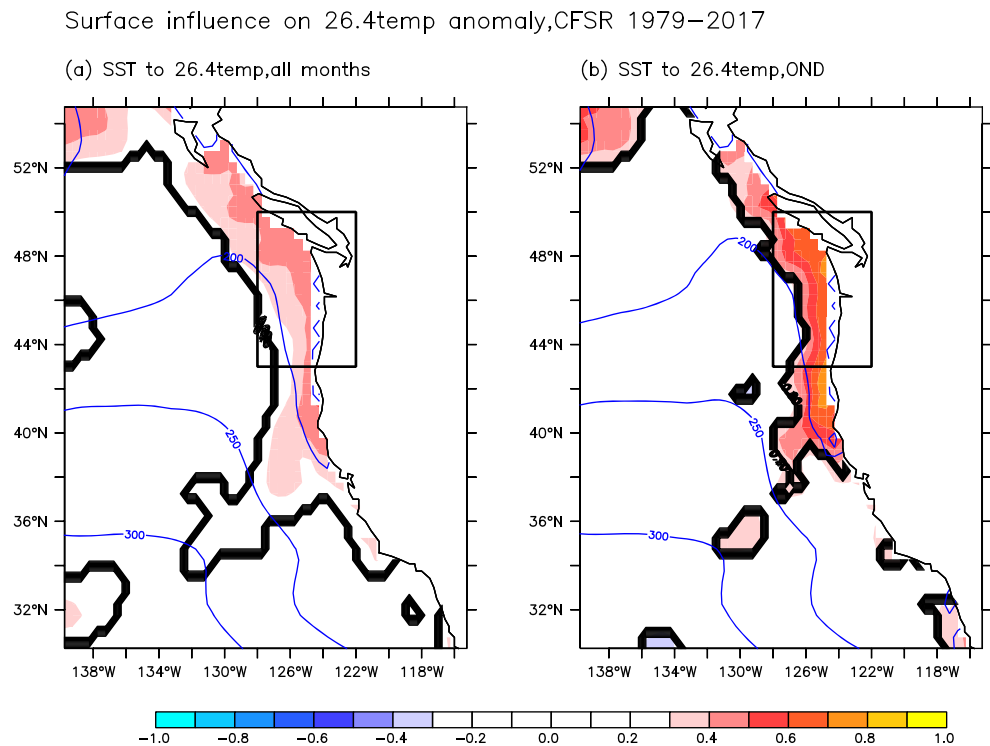 Surface influence on 26.4temp anomaly,CFSR 1979−2017
(a) SST to 26.4temp,all months
(b) SST to 26.4temp,OND
52°N
48°N
44°N
40°N
36°N
32°N
138°W 134°W 130°W 126°W 122°W 118°W
200
250
300
52°N
48°N
44°N
40°N
36°N
32°N
138°W 134°W 130°W 126°W 122°W 118°W
200
250
300
−1.0 −0.8 −0.6 −0.4 −0.2 0.0 0.2 0.4 0.6 0.8 1.0